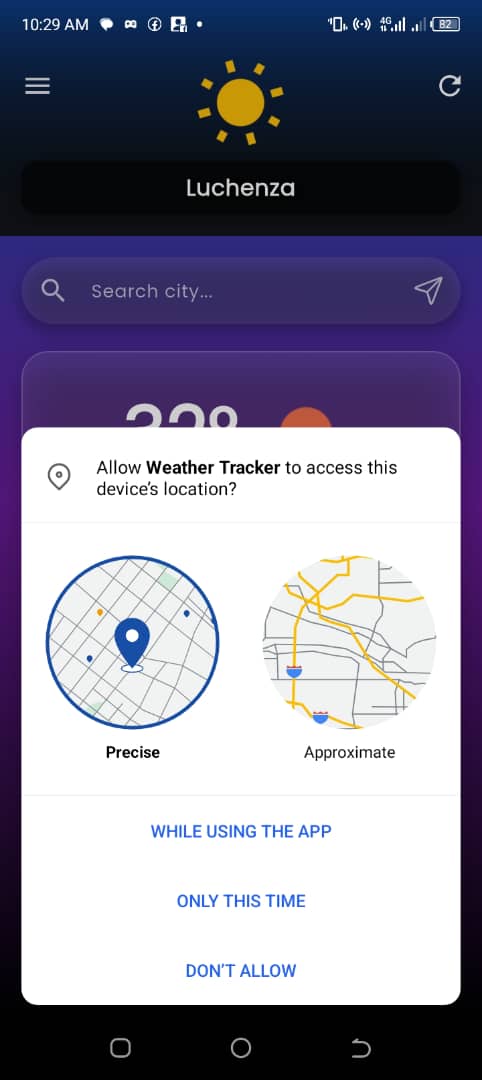 10:29 AM
4G
82
Luchenza
Search city...
Allow Weather Tracker to access this
device's location?
Precise
Approximate
WHILE USING THE APP
ONLY THIS TIME
DON'T ALLOW